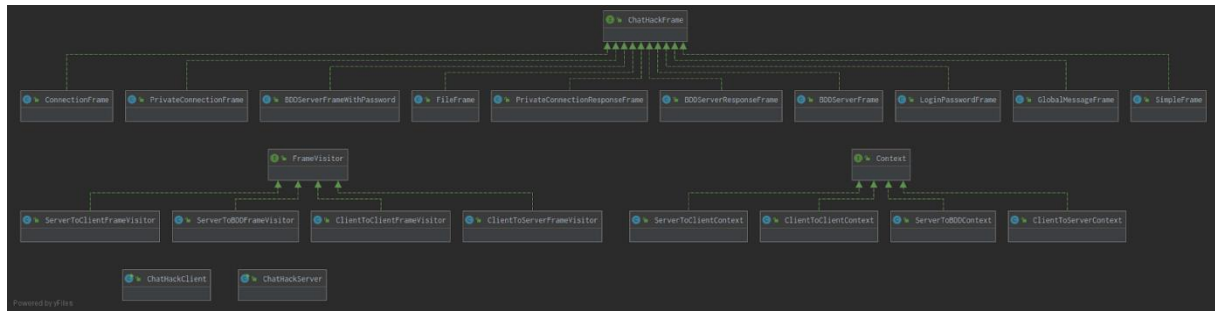 ChatHackFrame
ConnectionFrame PrivateConnectionFrame BDDServerFrameWithPassword FileFrame PrivateConnectionResponseFrame BDDServerResponseFrame BDDServerFrame LoginPasswordFrame GlobalMessageFrame SimpleFrame
FrameVisitor Context
ServerToClientFrameVisitor ServerToBDDFrameVisitor ClientToClientFrameVisitor ClientToServerFrameVisitor ServerToClientContext ClientToClientContext ServerToBDDContext ClientToServerContext
ChatHackClient ChatHackServer
Powered by yFiles